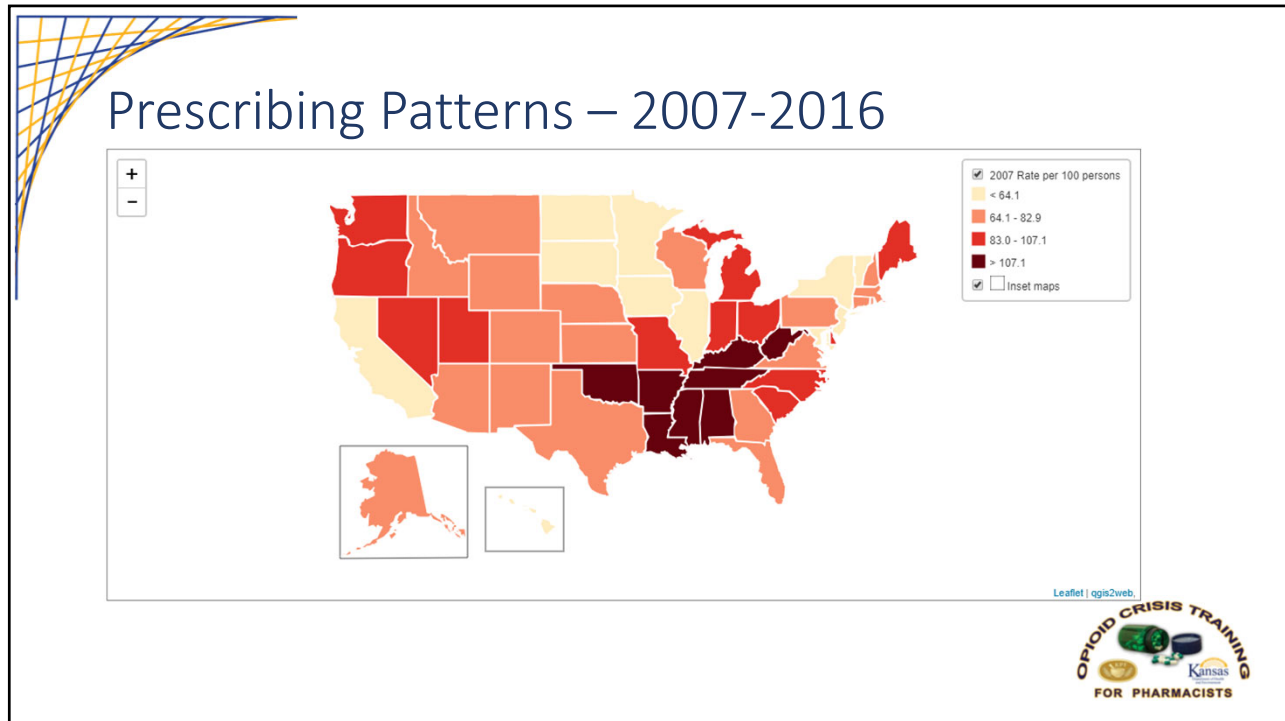 Prescribing Patterns – 2007-2016
+
−
2007 Rate per 100 persons
< 64.1
64.1 - 82.9
83.0 - 107.1
> 107.1
Inset maps
Leaflet | qgis2web,
OPIOID CRISIS TRAINING
Kansas
FOR PHARMACISTS